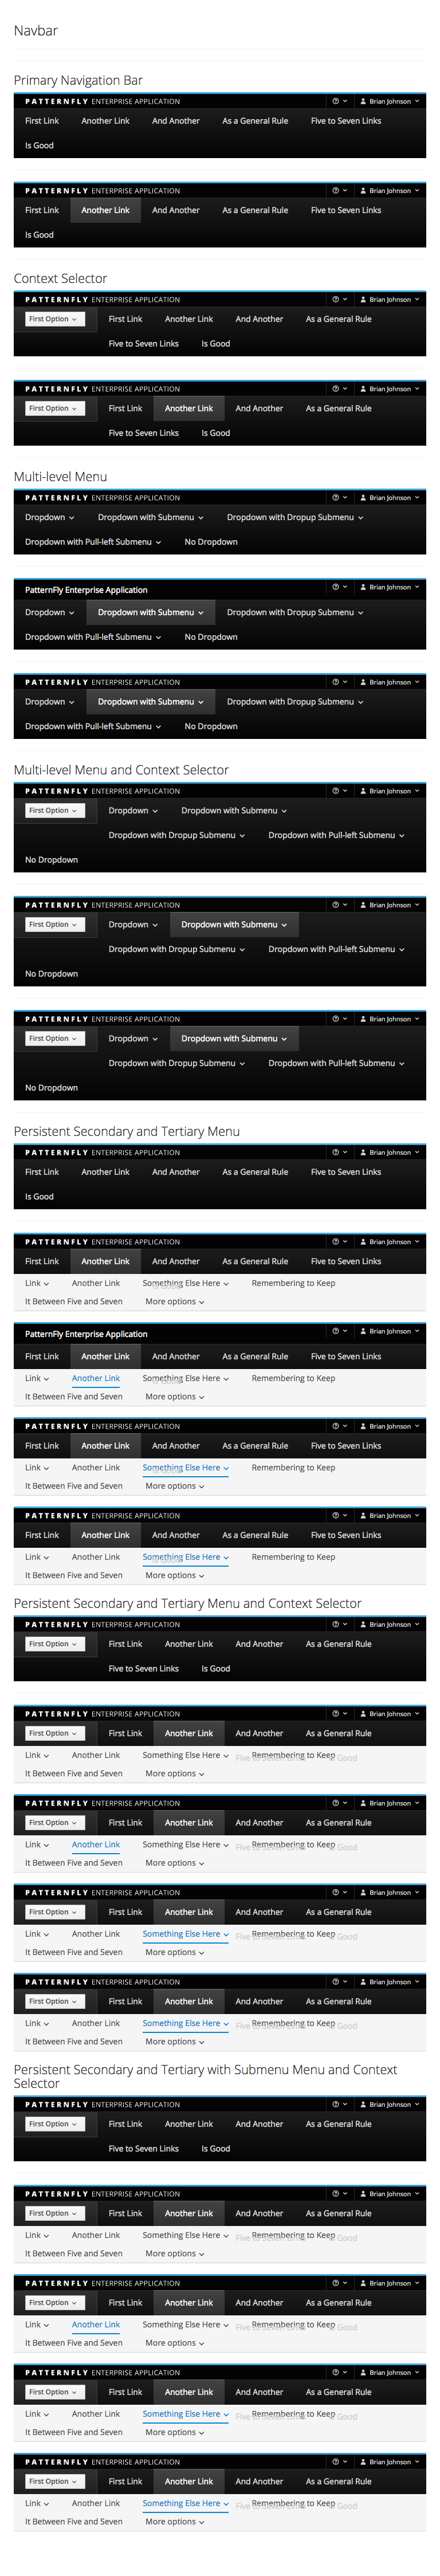 Navbar
Primary Navigation Bar
PATTERNFLY ENTERPRISE APPLICATION Brian Johnson
First Link Another Link And Another As a General Rule Five to Seven Links
Is Good
PATTERNFLY ENTERPRISE APPLICATION Brian Johnson
First Link Another Link And Another As a General Rule Five to Seven Links
Is Good
Context Selector
PATTERNFLY ENTERPRISE APPLICATION Brian Johnson
First Option First Link Another Link And Another As a General Rule
Five to Seven Links Is Good
PATTERNFLY ENTERPRISE APPLICATION Brian Johnson
First Option First Link Another Link And Another As a General Rule
Five to Seven Links Is Good
Multi-level Menu
PATTERNFLY ENTERPRISE APPLICATION Brian Johnson
Dropdown Dropdown with Submenu Dropdown with Dropup Submenu
Dropdown with Pull-left Submenu No Dropdown
PatternFly Enterprise Application Brian Johnson
Dropdown Dropdown with Submenu Dropdown with Dropup Submenu
Dropdown with Pull-left Submenu No Dropdown
PATTERNFLY ENTERPRISE APPLICATION Brian Johnson
Dropdown Dropdown with Submenu Dropdown with Dropup Submenu
Dropdown with Pull-left Submenu No Dropdown
Multi-level Menu and Context Selector
PATTERNFLY ENTERPRISE APPLICATION Brian Johnson
First Option Dropdown Dropdown with Submenu
Dropdown with Dropup Submenu Dropdown with Pull-left Submenu
No Dropdown
PATTERNFLY ENTERPRISE APPLICATION Brian Johnson
First Option Dropdown Dropdown with Submenu
Dropdown with Dropup Submenu Dropdown with Pull-left Submenu
No Dropdown
PATTERNFLY ENTERPRISE APPLICATION Brian Johnson
First Option Dropdown Dropdown with Submenu
Dropdown with Dropup Submenu Dropdown with Pull-left Submenu
No Dropdown
Persistent Secondary and Tertiary Menu
PATTERNFLY ENTERPRISE APPLICATION Brian Johnson
First Link Another Link And Another As a General Rule Five to Seven Links
Is Good
PATTERNFLY ENTERPRISE APPLICATION Brian Johnson
First Link Another Link And Another As a General Rule Five to Seven Links
Link Another Link Something Else Here Remembering to Keep
It Between Five and Seven More options
PatternFly Enterprise Application Brian Johnson
First Link Another Link And Another As a General Rule Five to Seven Links
Link Another Link Something Else Here Remembering to Keep
It Between Five and Seven More options
PATTERNFLY ENTERPRISE APPLICATION Brian Johnson
First Link Another Link And Another As a General Rule Five to Seven Links
Link Another Link Something Else Here Remembering to Keep
It Between Five and Seven More options
PATTERNFLY ENTERPRISE APPLICATION Brian Johnson
First Link Another Link And Another As a General Rule Five to Seven Links
Link Another Link Something Else Here Remembering to Keep
It Between Five and Seven More options
Persistent Secondary and Tertiary Menu and Context Selector
PATTERNFLY ENTERPRISE APPLICATION Brian Johnson
First Option First Link Another Link And Another As a General Rule
Five to Seven Links Is Good
PATTERNFLY ENTERPRISE APPLICATION Brian Johnson
First Option First Link Another Link And Another As a General Rule
Link Another Link Something Else Here Remembering to Keep Good
It Between Five and Seven More options
PATTERNFLY ENTERPRISE APPLICATION Brian Johnson
First Option First Link Another Link And Another As a General Rule
Link Another Link Something Else Here Remembering to Keep Good
It Between Five and Seven More options
PATTERNFLY ENTERPRISE APPLICATION Brian Johnson
First Option First Link Another Link And Another As a General Rule
Link Another Link Something Else Here Remembering to Keep Good
It Between Five and Seven More options
PATTERNFLY ENTERPRISE APPLICATION Brian Johnson
First Option First Link Another Link And Another As a General Rule
Link Another Link Something Else Here Remembering to Keep Good
It Between Five and Seven More options
Persistent Secondary and Tertiary with Submenu Menu and Context
Selector
PATTERNFLY ENTERPRISE APPLICATION Brian Johnson
First Option First Link Another Link And Another As a General Rule
Five to Seven Links Is Good
PATTERNFLY ENTERPRISE APPLICATION Brian Johnson
First Option First Link Another Link And Another As a General Rule
Link Another Link Something Else Here Remembering to Keep Good
It Between Five and Seven More options
PATTERNFLY ENTERPRISE APPLICATION Brian Johnson
First Option First Link Another Link And Another As a General Rule
Link Another Link Something Else Here Remembering to Keep Good
It Between Five and Seven More options
PATTERNFLY ENTERPRISE APPLICATION Brian Johnson
First Option First Link Another Link And Another As a General Rule
Link Another Link Something Else Here Remembering to Keep Good
It Between Five and Seven More options
PATTERNFLY ENTERPRISE APPLICATION Brian Johnson
First Option First Link Another Link And Another As a General Rule
Link Another Link Something Else Here Remembering to Keep Good
It Between Five and Seven More options